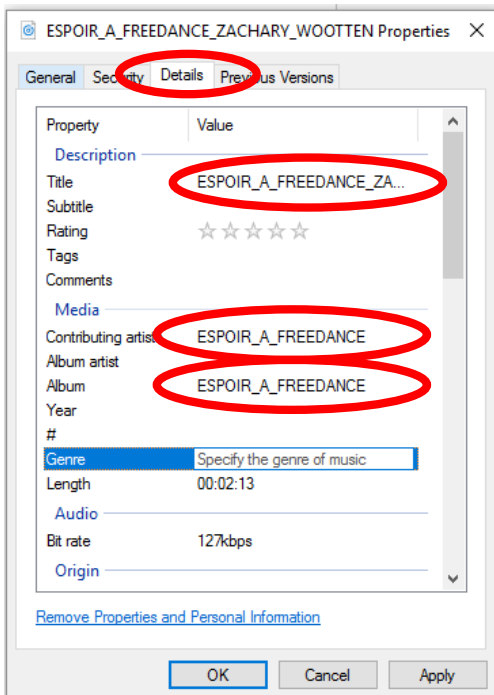 ESPOIR_A_FREEDANCE_ZACHARY_WOOTTEN Properties
General Security Details Previous Versions
Property Value
Description
Title ESPOIR_A_FREEDANCE_ZA...
Subtitle
Rating
Tags
Comments
Media
Contributing artist ESPOIR_A_FREEDANCE
Album artist
Album ESPOIR_A_FREEDANCE
Year
#
Genre Specify the genre of music
Length 00:02:13
Audio
Bit rate 127kbps
Origin
Remove Properties and Personal Information
OK Cancel Apply